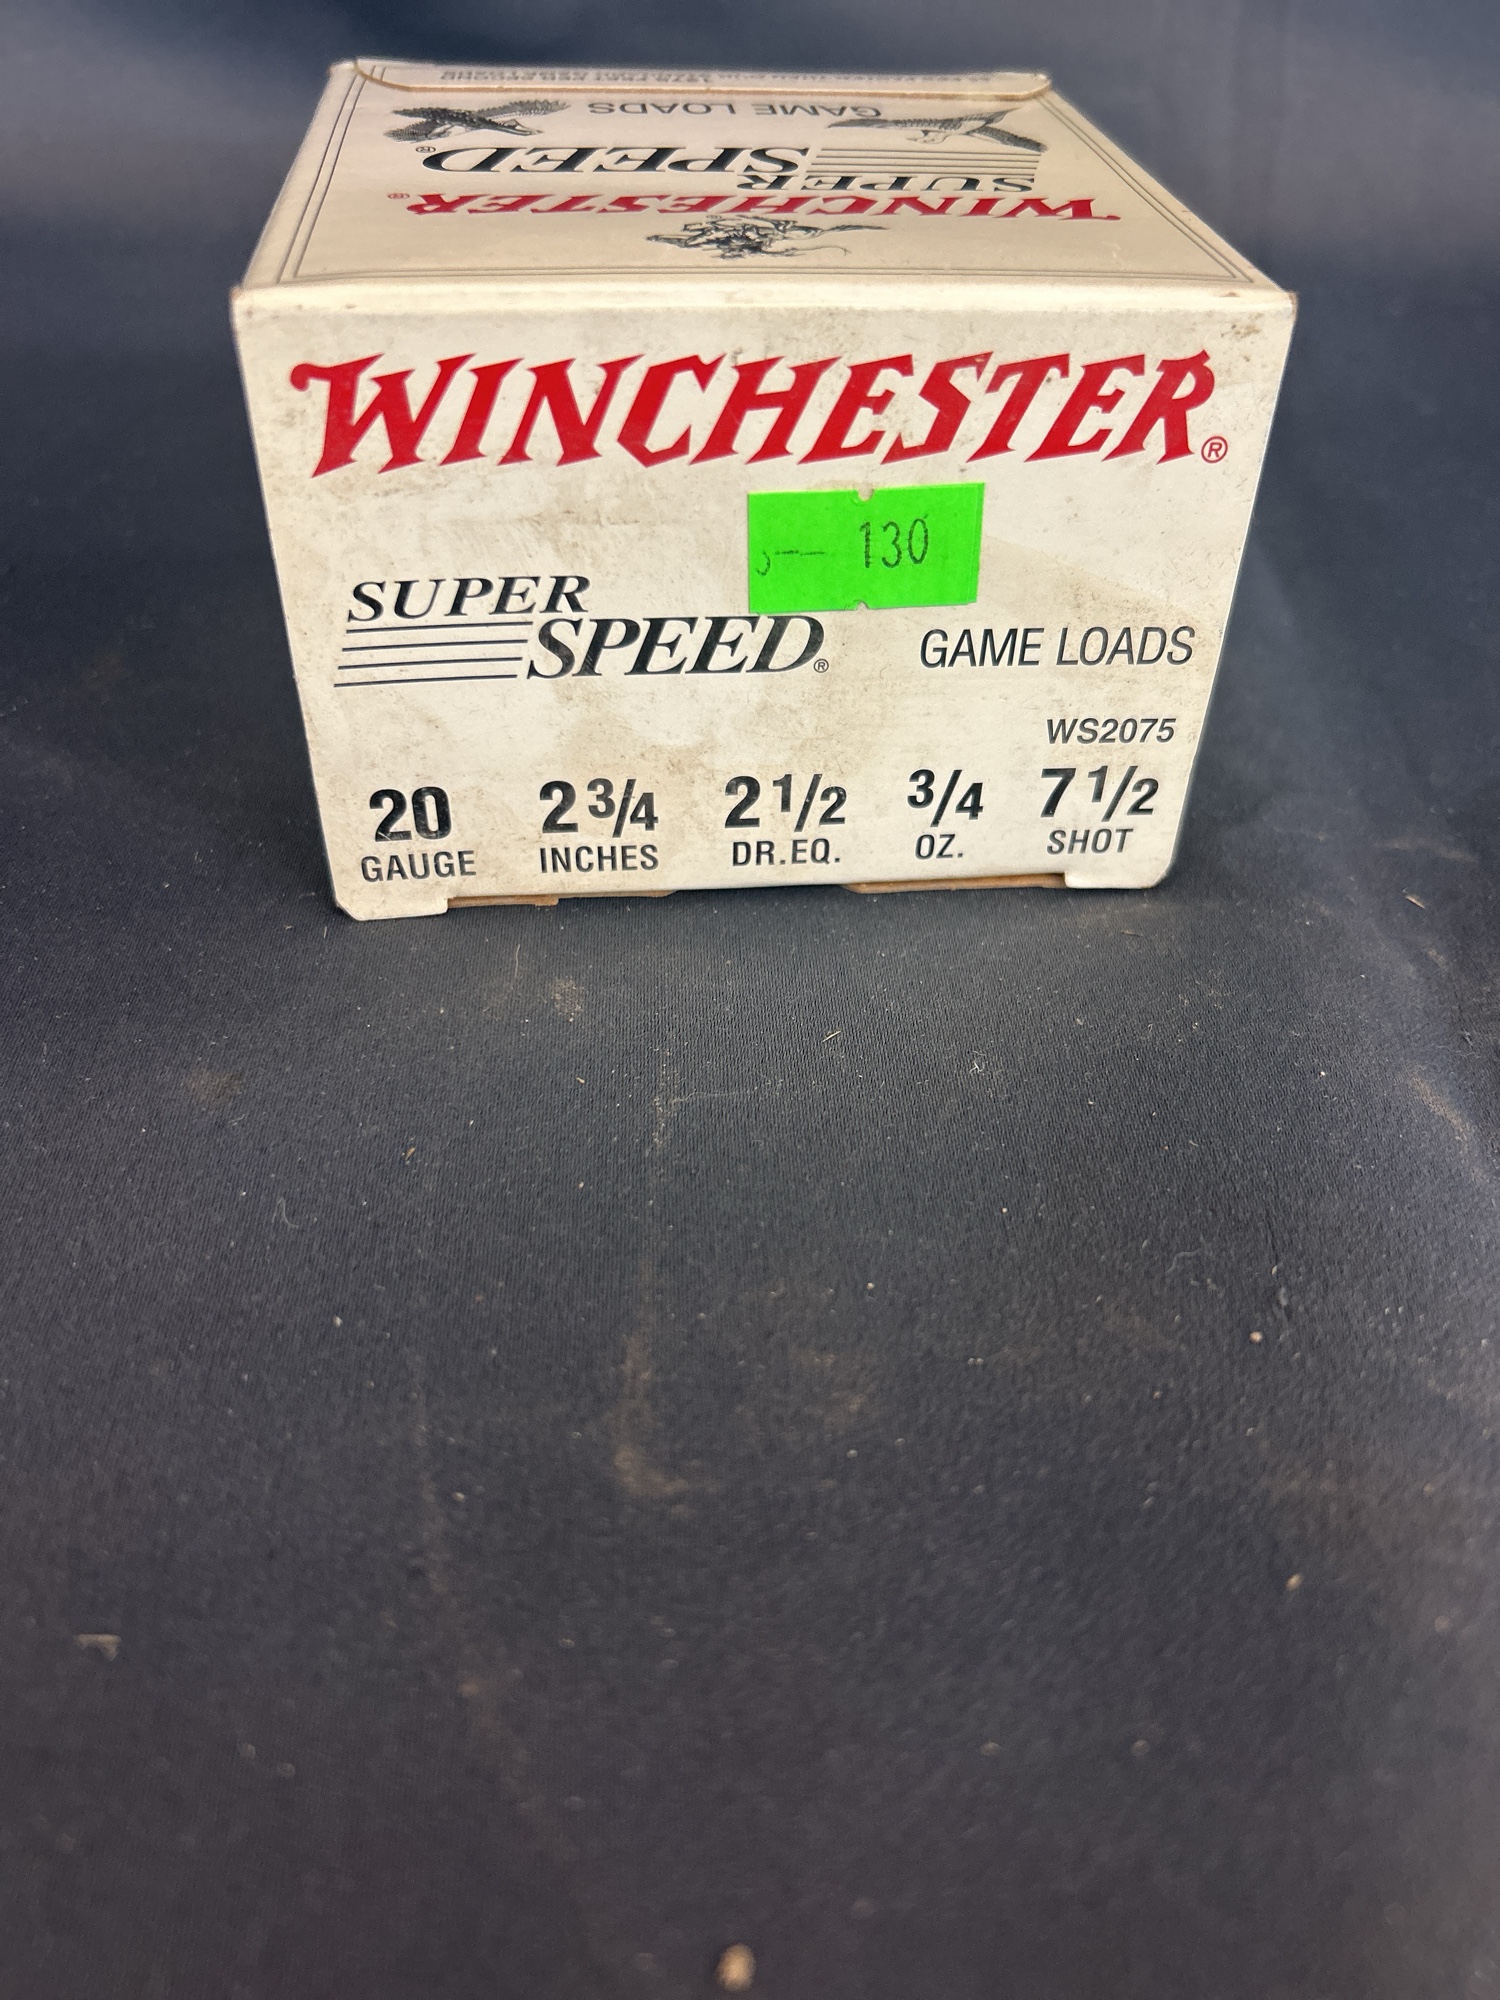 GAME LOADS
SUPER
SPEED®
WINCHESTER®
WINCHESTER®
130
SUPER
SPEED®
GAME LOADS
WS2075
20 2 3/4 2 1/2 3/4 7 1/2
GAUGE INCHES DR.EQ. OZ. SHOT